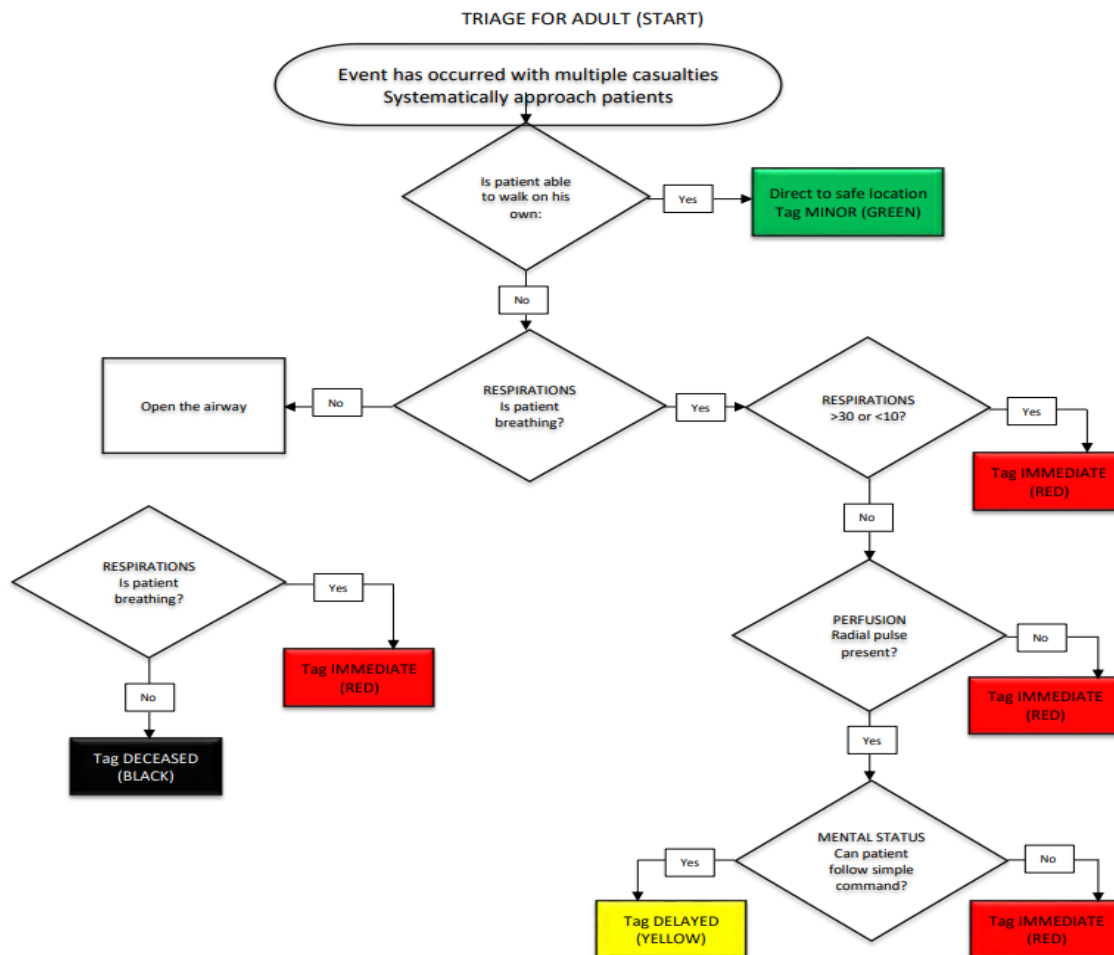 TRIAGE FOR ADULT (START)
Event has occurred with multiple casualties
Systematically approach patients
Is patient able
to walk on his
own:
Yes
Direct to safe location
Tag MINOR (GREEN)
No
RESPIRATIONS
Is patient
breathing?
No
Open the airway
Yes
RESPIRATIONS
>30 or <10?
Yes
Tag IMMEDIATE
(RED)
No
RESPIRATIONS
Is patient
breathing?
Yes
Tag IMMEDIATE
(RED)
No
Tag DECEASED
(BLACK)
PERFUSION
Radial pulse
present?
No
Tag IMMEDIATE
(RED)
Yes
MENTAL STATUS
Can patient
follow simple
command?
Yes
Tag DELAYED
(YELLOW)
No
Tag IMMEDIATE
(RED)